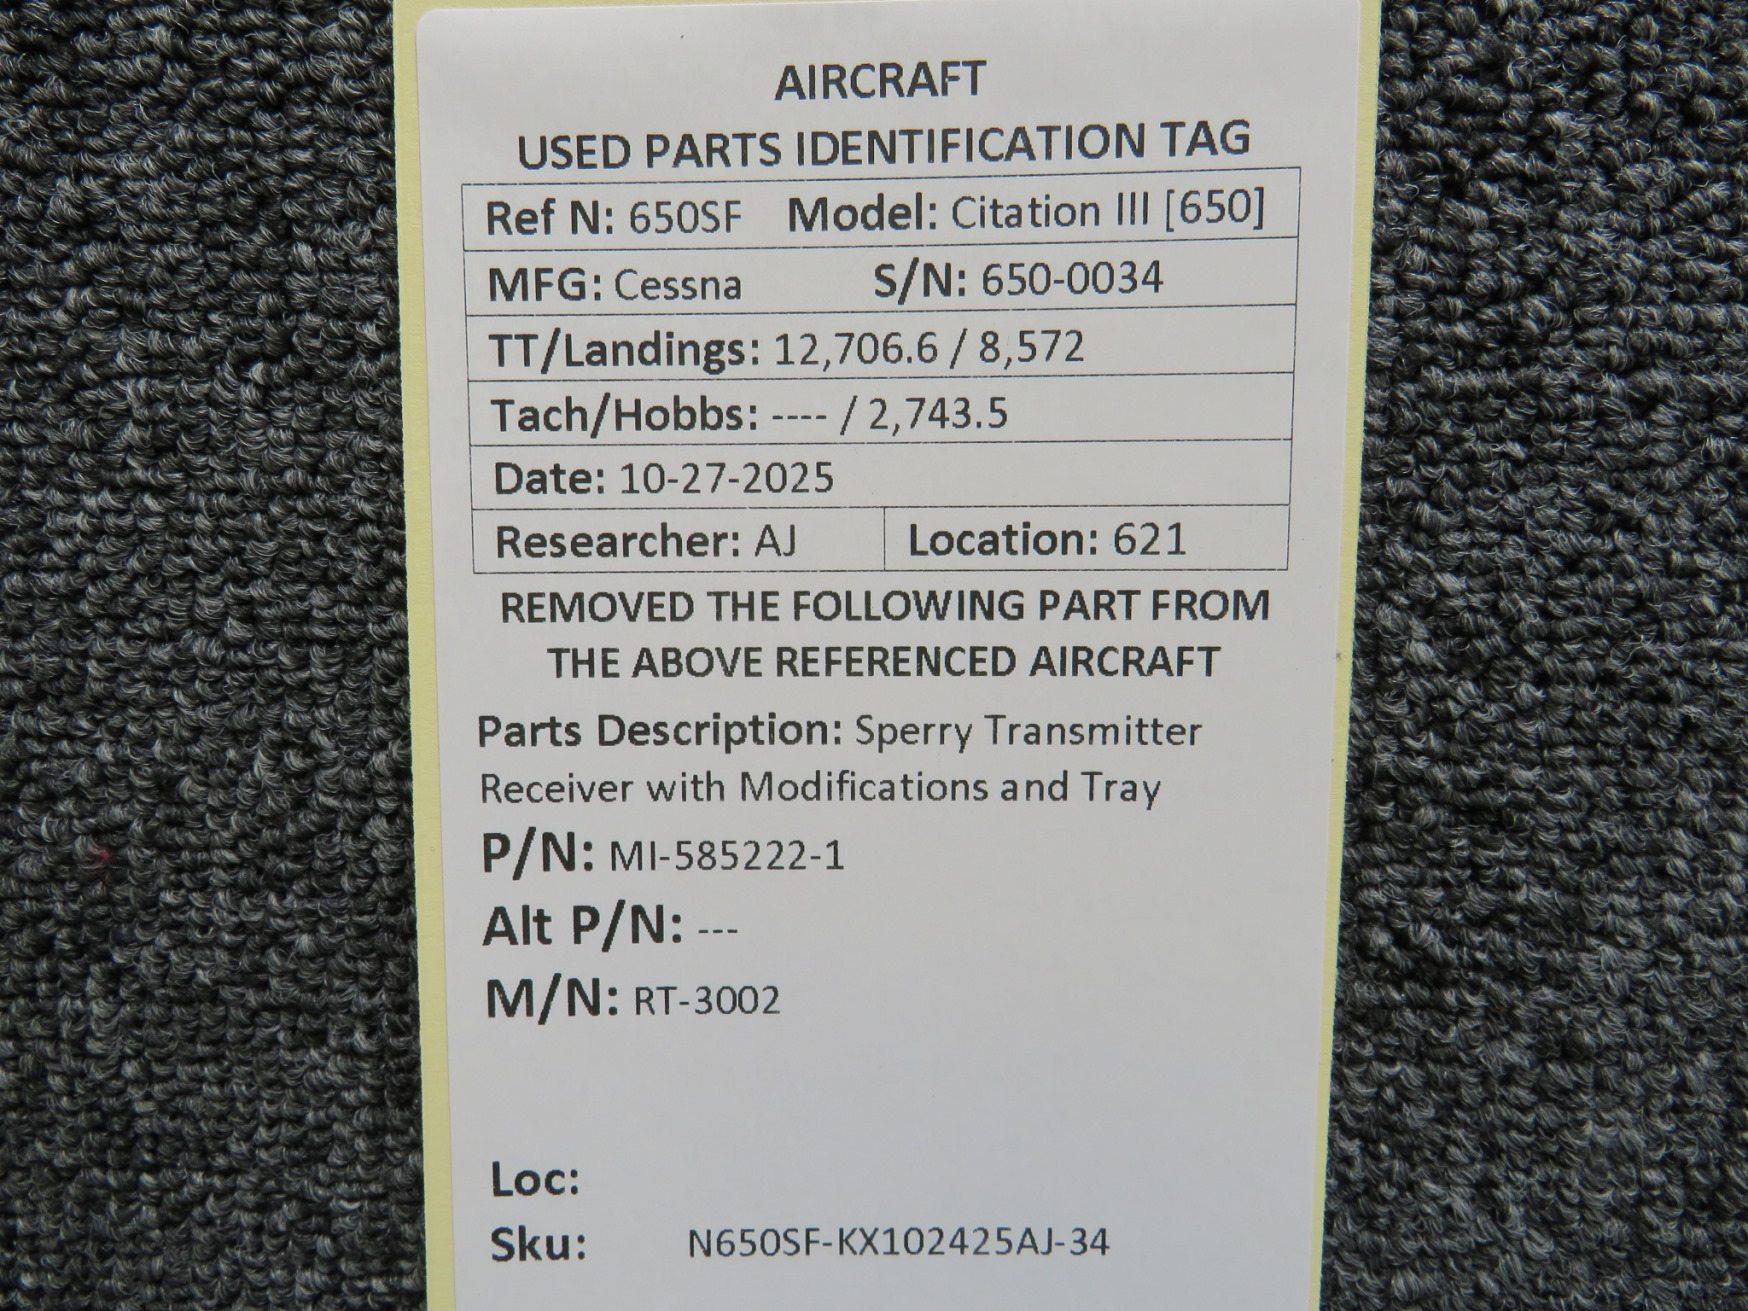 AIRCRAFT
USED PARTS IDENTIFICATION TAG
Ref N: 650SF Model: Citation III [650]
MFG: Cessna S/N: 650-0034
TT/Landings: 12,706.6 / 8,572
Tach/Hobbs: ---- / 2,743.5
Date: 10-27-2025
Researcher: AJ Location: 621
REMOVED THE FOLLOWING PART FROM
THE ABOVE REFERENCED AIRCRAFT
Parts Description: Sperry Transmitter
Receiver with Modifications and Tray
P/N: MI-585222-1
Alt P/N: ---
M/N: RT-3002
Loc:
Sku: N650SF-KX102425AJ-34